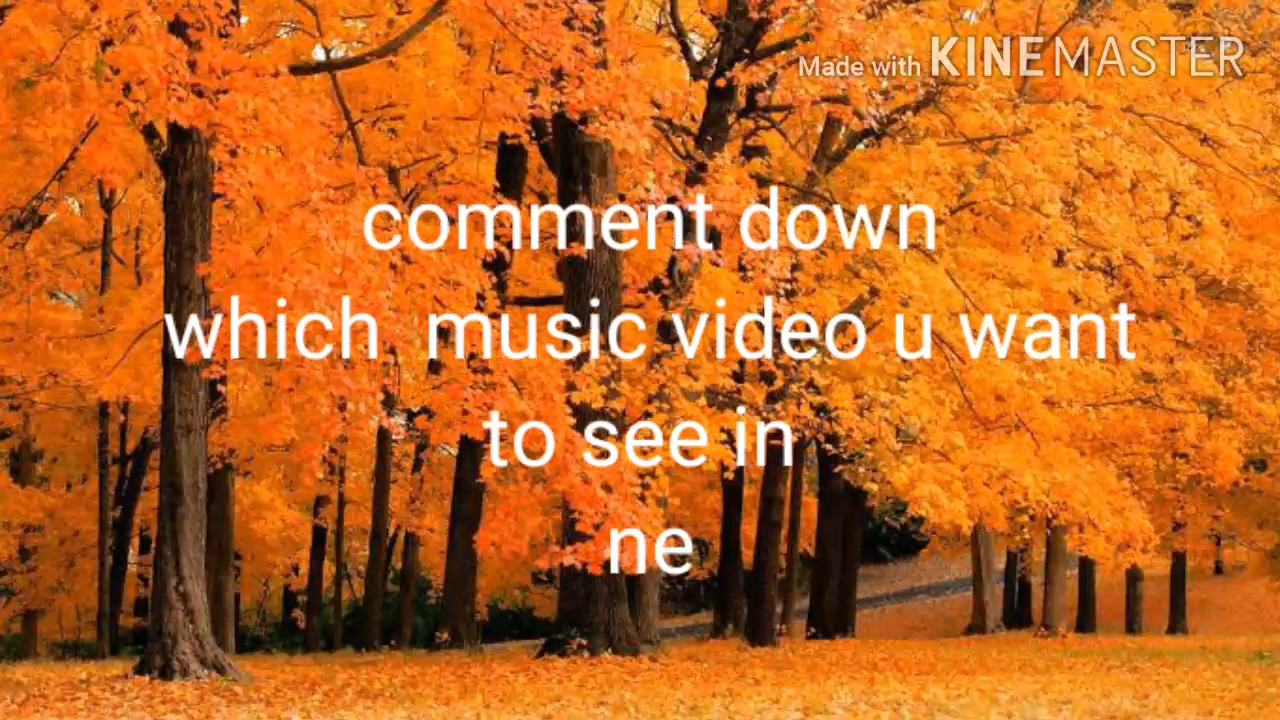 Made with KINEMASTER
comment down
which music video u want
to see in
ne